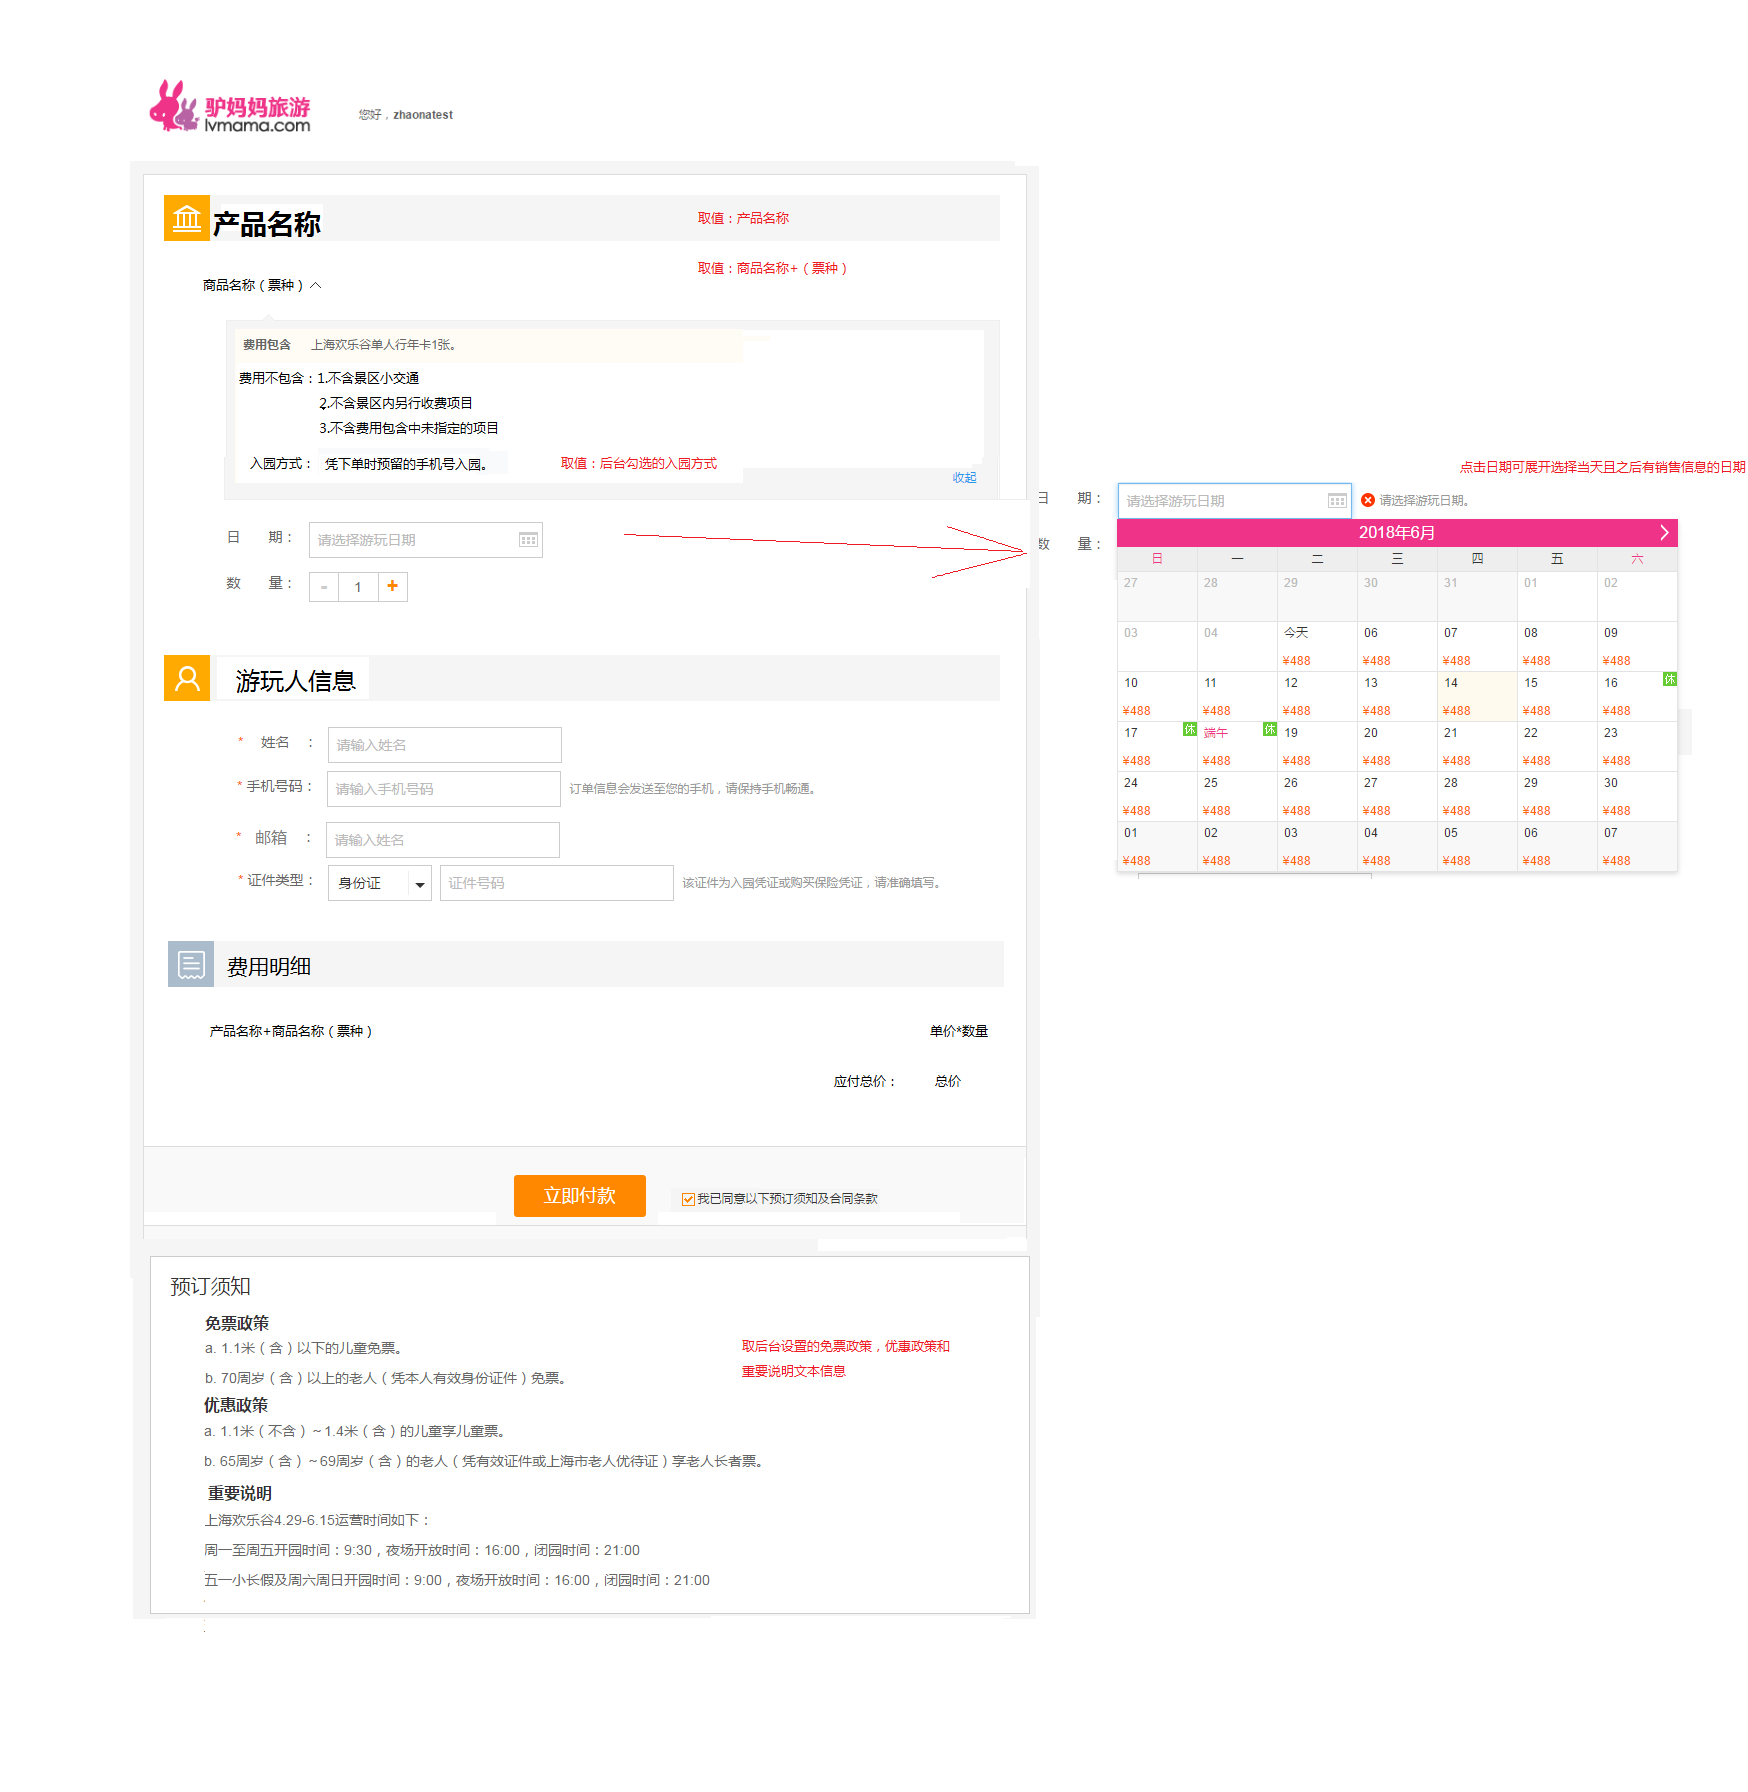 驴妈妈旅游
lvmama.com
您好，zhaonatest
产品名称
取值：产品名称
取值：商品名称+（票种）
商品名称（票种）
费用包含 上海欢乐谷单人行年卡1张。
费用不包含：1.不含景区小交通
2.不含景区内另行收费项目
3.不含费用包含中未指定的项目
入园方式： 凭下单时预留的手机号入园。 取值：后台勾选的入园方式
收起
日 期： 请选择游玩日期
数 量： - 1 +
点击日期可展开选择当天且之后有销售信息的日期
日 期： 请选择游玩日期 请选择游玩日期。
数 量：
2018年6月
日 一 二 三 四 五 六
27 28 29 30 31 01 02
03 04 今天 06 07 08 09
¥488 ¥488 ¥488 ¥488 ¥488
10 11 12 13 14 15 16 休
¥488 ¥488 ¥488 ¥488 ¥488 ¥488 ¥488
17 休 端午 休 19 20 21 22 23
¥488 ¥488 ¥488 ¥488 ¥488 ¥488 ¥488
24 25 26 27 28 29 30
¥488 ¥488 ¥488 ¥488 ¥488 ¥488 ¥488
01 02 03 04 05 06 07
¥488 ¥488 ¥488 ¥488 ¥488 ¥488 ¥488
游玩人信息
* 姓名 ： 请输入姓名
* 手机号码： 请输入手机号码 订单信息会发送至您的手机，请保持手机畅通。
* 邮箱 ： 请输入姓名
* 证件类型： 身份证 证件号码 该证件为入园凭证或购买保险凭证，请准确填写。
费用明细
产品名称+商品名称（票种） 单价*数量
应付总价： 总价
立即付款 我已同意以下预订须知及合同条款
预订须知
免票政策
a. 1.1米（含）以下的儿童免票。
b. 70周岁（含）以上的老人（凭本人有效身份证件）免票。
取后台设置的免票政策，优惠政策和
重要说明文本信息
优惠政策
a. 1.1米（不含）～1.4米（含）的儿童享儿童票。
b. 65周岁（含）～69周岁（含）的老人（凭有效证件或上海市老人优待证）享老人长者票。
重要说明
上海欢乐谷4.29-6.15运营时间如下：
周一至周五开园时间：9:30，夜场开放时间：16:00，闭园时间：21:00
五一小长假及周六周日开园时间：9:00，夜场开放时间：16:00，闭园时间：21:00